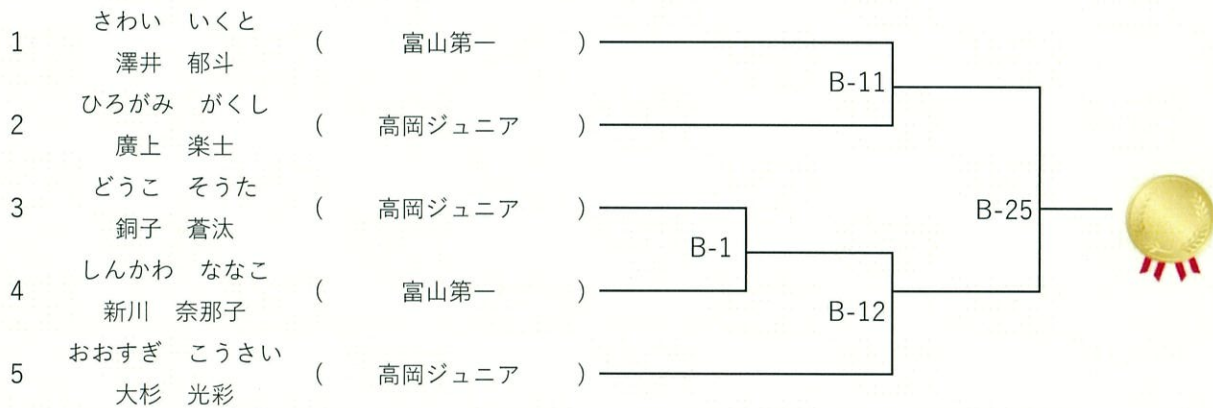 さわい　いくと
1　澤井　郁斗　（　富山第一　）
ひろがみ　がくし
2　廣上　楽士　（　高岡ジュニア　）
どうこ　そうた
3　銅子　蒼汰　（　高岡ジュニア　）
しんかわ　ななこ
4　新川　奈那子　（　富山第一　）
おおすぎ　こうさい
5　大杉　光彩　（　高岡ジュニア　）
B-11
B-1
B-12
B-25